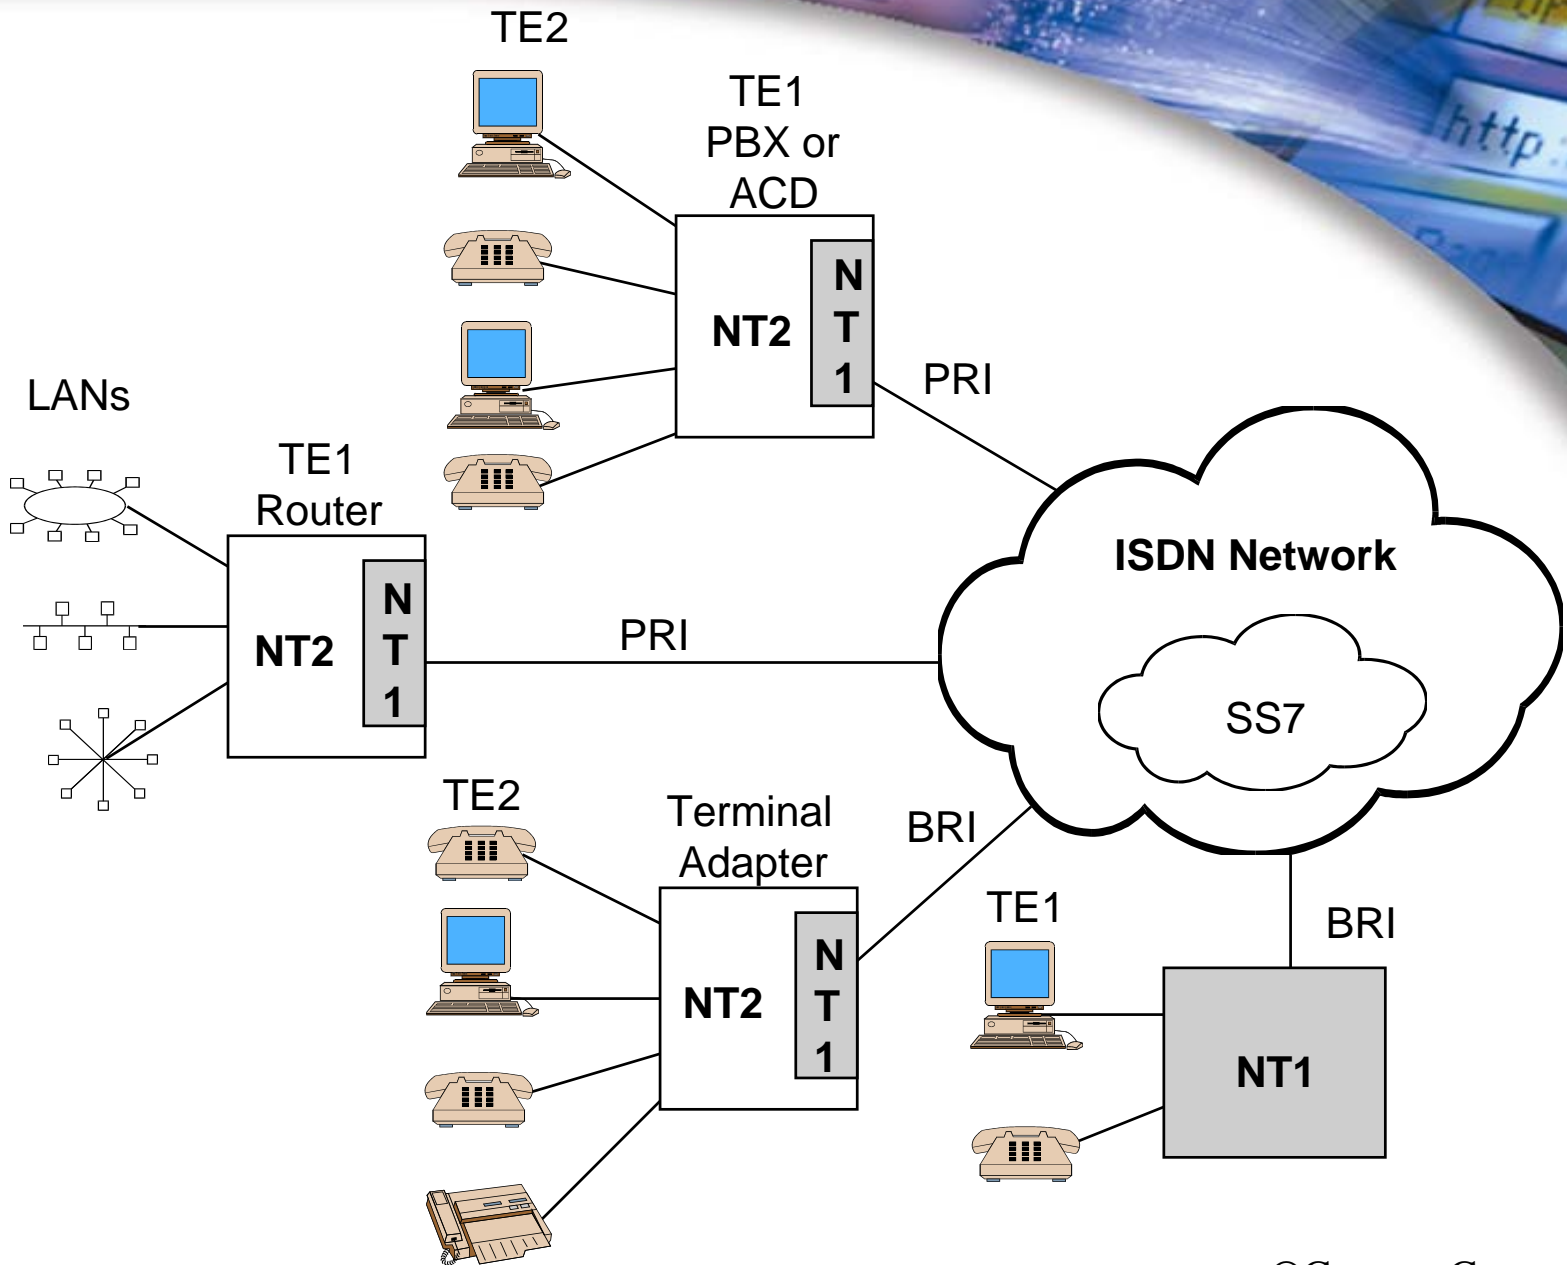 TE2
TE1
PBX or
ACD
http:
NT2
N
T
1
PRI
LANs
TE1
Router
NT2
N
T
1
PRI
ISDN Network
SS7
TE2
Terminal
Adapter
NT2
N
T
1
BRI
TE1
BRI
NT1